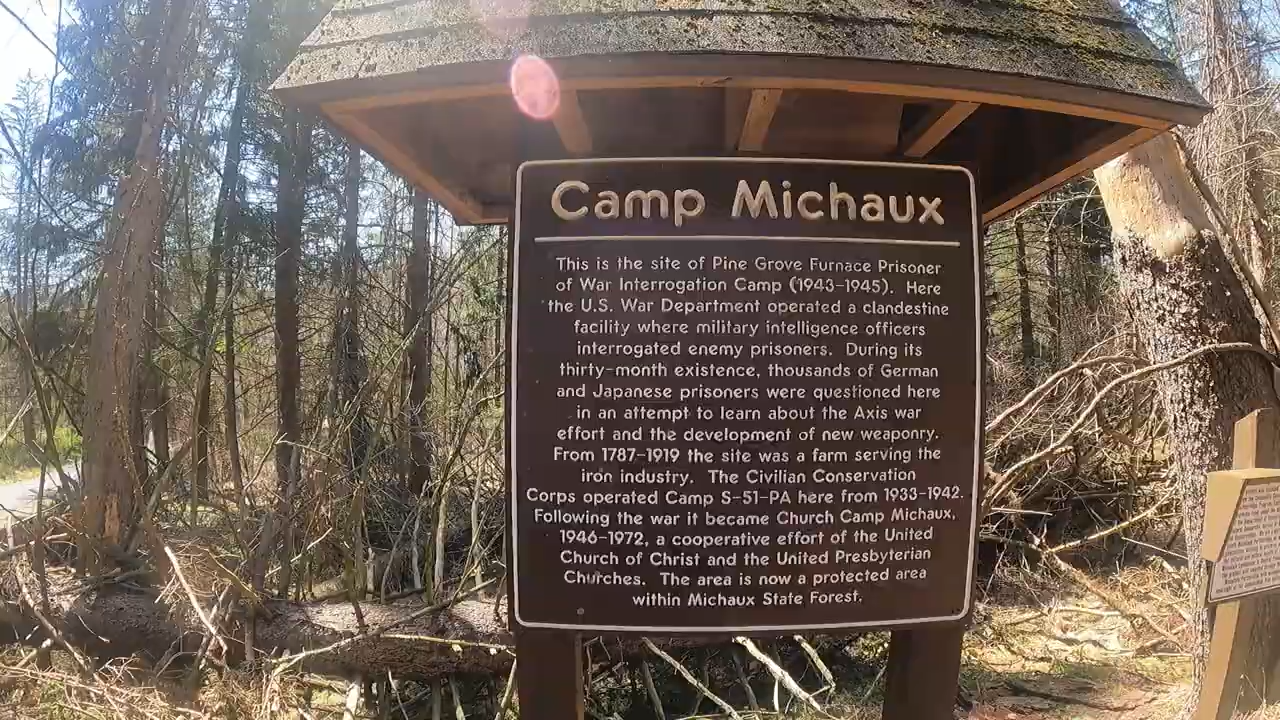 Camp Michaux
This is the site of Pine Grove Furnace Prisoner
of War Interrogation Camp (1943-1945). Here
the U.S. War Department operated a clandestine
facility where military intelligence officers
interrogated enemy prisoners. During its
thirty-month existence, thousands of German
and Japanese prisoners were questioned here
in an attempt to learn about the Axis war
effort and the development of new weaponry.
From 1787-1919 the site was a farm serving the
iron industry. The Civilian Conservation
Corps operated Camp S-51-PA here from 1933-1942.
Following the war it became Church Camp Michaux,
1946-1972, a cooperative effort of the United
Church of Christ and the United Presbyterian
Churches. The area is now a protected area
within Michaux State Forest.